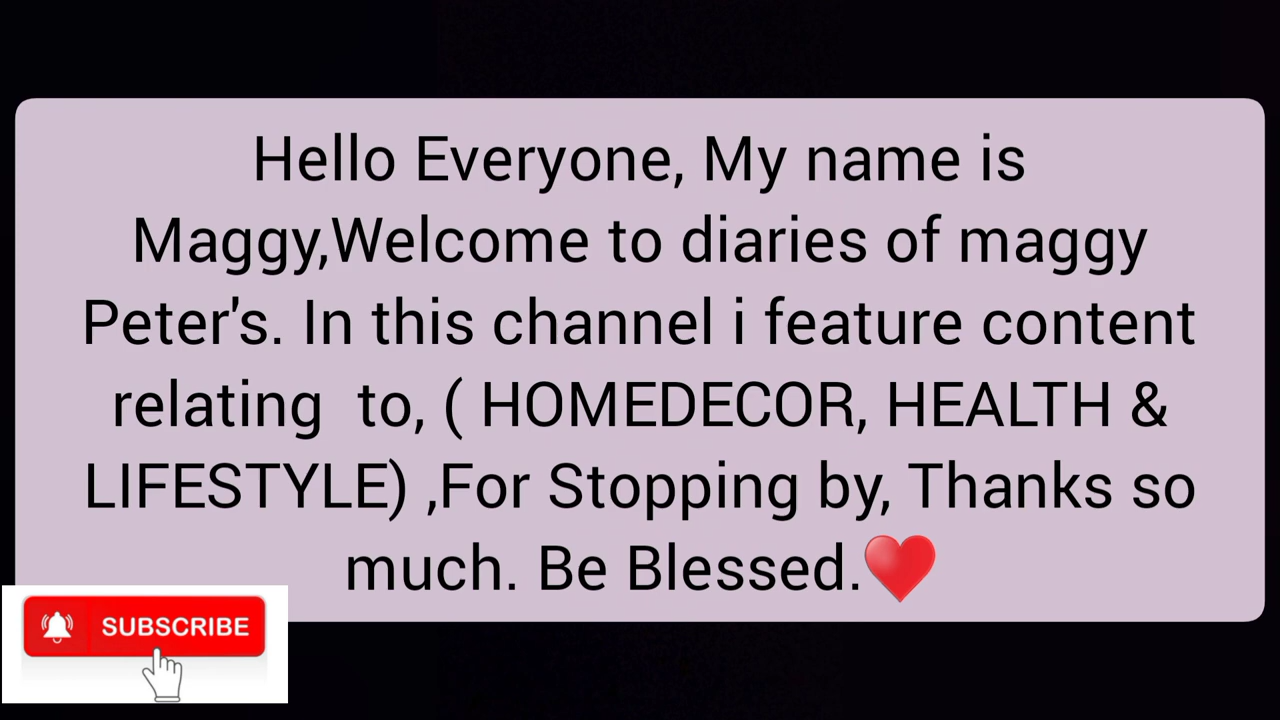 Hello Everyone, My name is
Maggy,Welcome to diaries of maggy
Peter's. In this channel i feature content
relating  to, ( HOMEDECOR, HEALTH &
LIFESTYLE) ,For Stopping by, Thanks so
much. Be Blessed.♥️
SUBSCRIBE